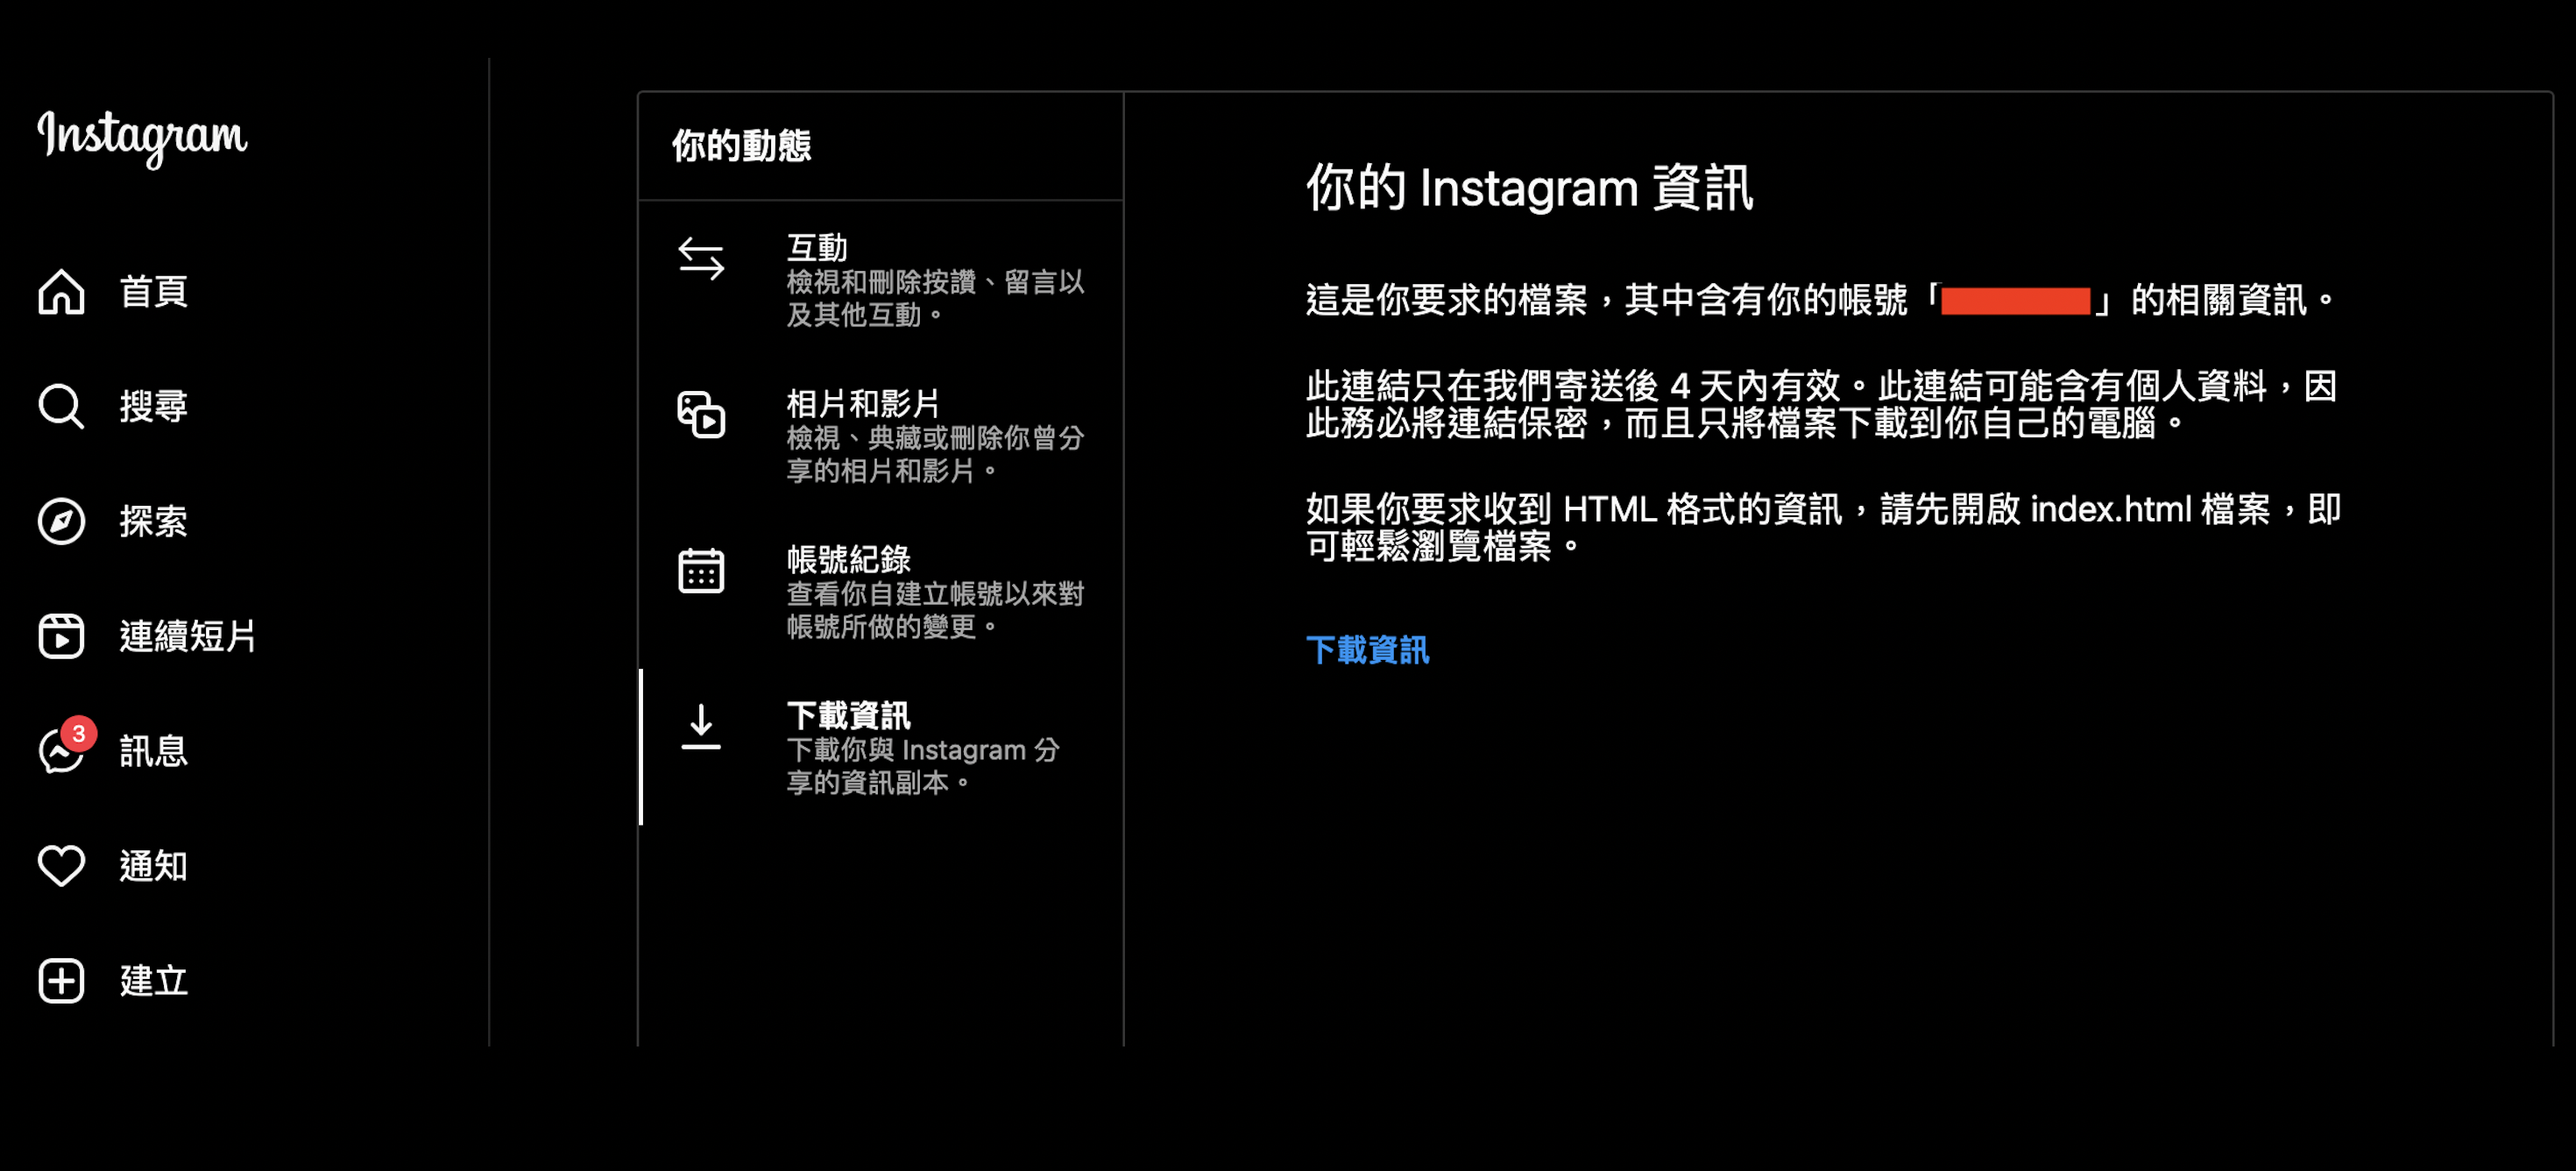 Instagram
首頁
搜尋
探索
連續短片
3
訊息
通知
建立
你的動態
互動
檢視和刪除按讚、留言以
及其他互動。
相片和影片
檢視、典藏或刪除你曾分
享的相片和影片。
帳號紀錄
查看你自建立帳號以來對
帳號所做的變更。
下載資訊
下載你與 Instagram 分
享的資訊副本。
你的 Instagram 資訊
這是你要求的檔案，其中含有你的帳號「」的相關資訊。
此連結只在我們寄送後 4 天內有效。此連結可能含有個人資料，因
此務必將連結保密，而且只將檔案下載到你自己的電腦。
如果你要求收到 HTML 格式的資訊，請先開啟 index.html 檔案，即
可輕鬆瀏覽檔案。
下載資訊